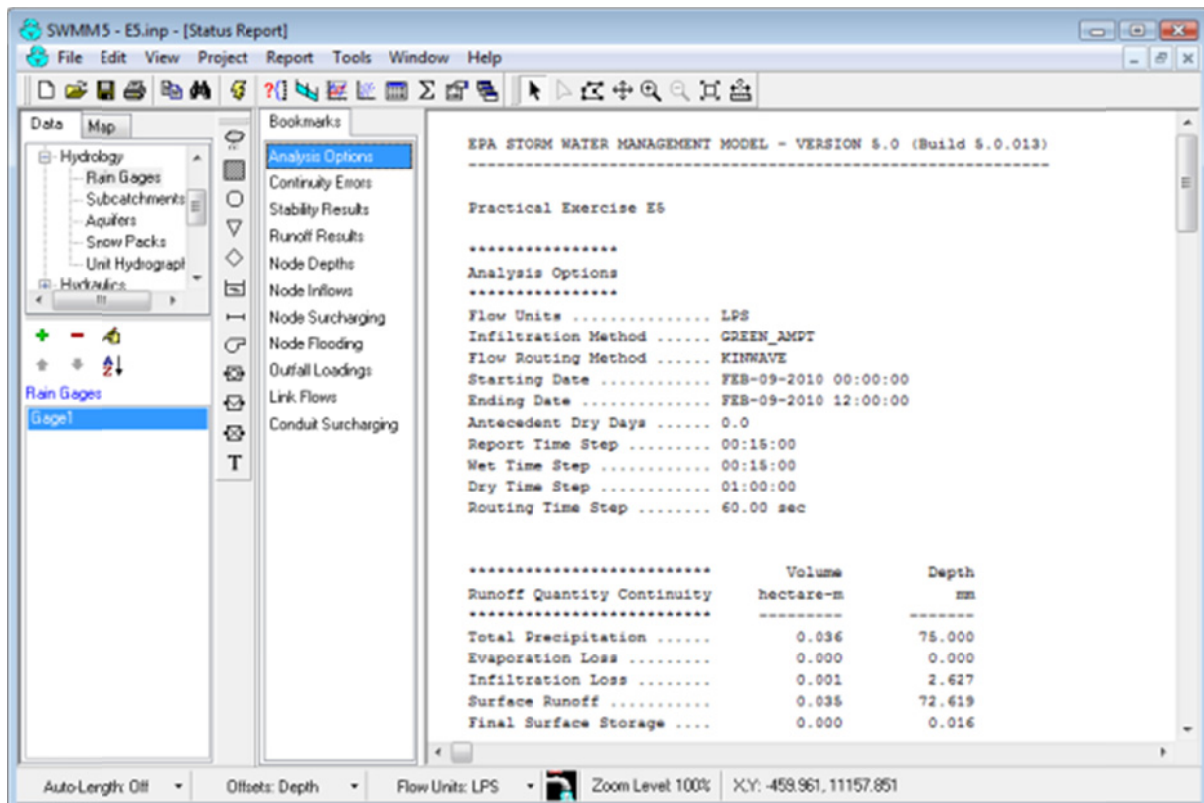 SWMM5 - E5.inp - [Status Report]
File Edit View Project Report Tools Window Help
Data Map
Hydrology
Rain Gages
Subcatchments
Aquifers
Snow Packs
Unit Hydrograph
Hydraulics
Rain Gages
Gage1
T
Bookmarks
Analysis Options
Continuity Errors
Stability Results
Runoff Results
Node Depths
Node Inflows
Node Surcharging
Node Flooding
Outfall Loadings
Link Flows
Conduit Surcharging
EPA STORM WATER MANAGEMENT MODEL - VERSION 5.0 (Build 5.0.013)
--------------------------------------------------------------
Practical Exercise E5
****************
Analysis Options
****************
Flow Units ............... LPS
Infiltration Method ...... GREEN_AMPT
Flow Routing Method ...... KINWAVE
Starting Date ............ FEB-09-2010 00:00:00
Ending Date .............. FEB-09-2010 12:00:00
Antecedent Dry Days ...... 0.0
Report Time Step ......... 00:15:00
Wet Time Step ............ 00:15:00
Dry Time Step ............ 01:00:00
Routing Time Step ........ 60.00 sec
************************** Volume Depth
Runoff Quantity Continuity hectare-m mm
************************** --------- -------
Total Precipitation ...... 0.036 75.000
Evaporation Loss ......... 0.000 0.000
Infiltration Loss ........ 0.001 2.627
Surface Runoff ........... 0.035 72.619
Final Surface Storage .... 0.000 0.016
Auto-Length: Off Offsets: Depth Flow Units: LPS Zoom Level: 100% X,Y: -459.961, 11157.851